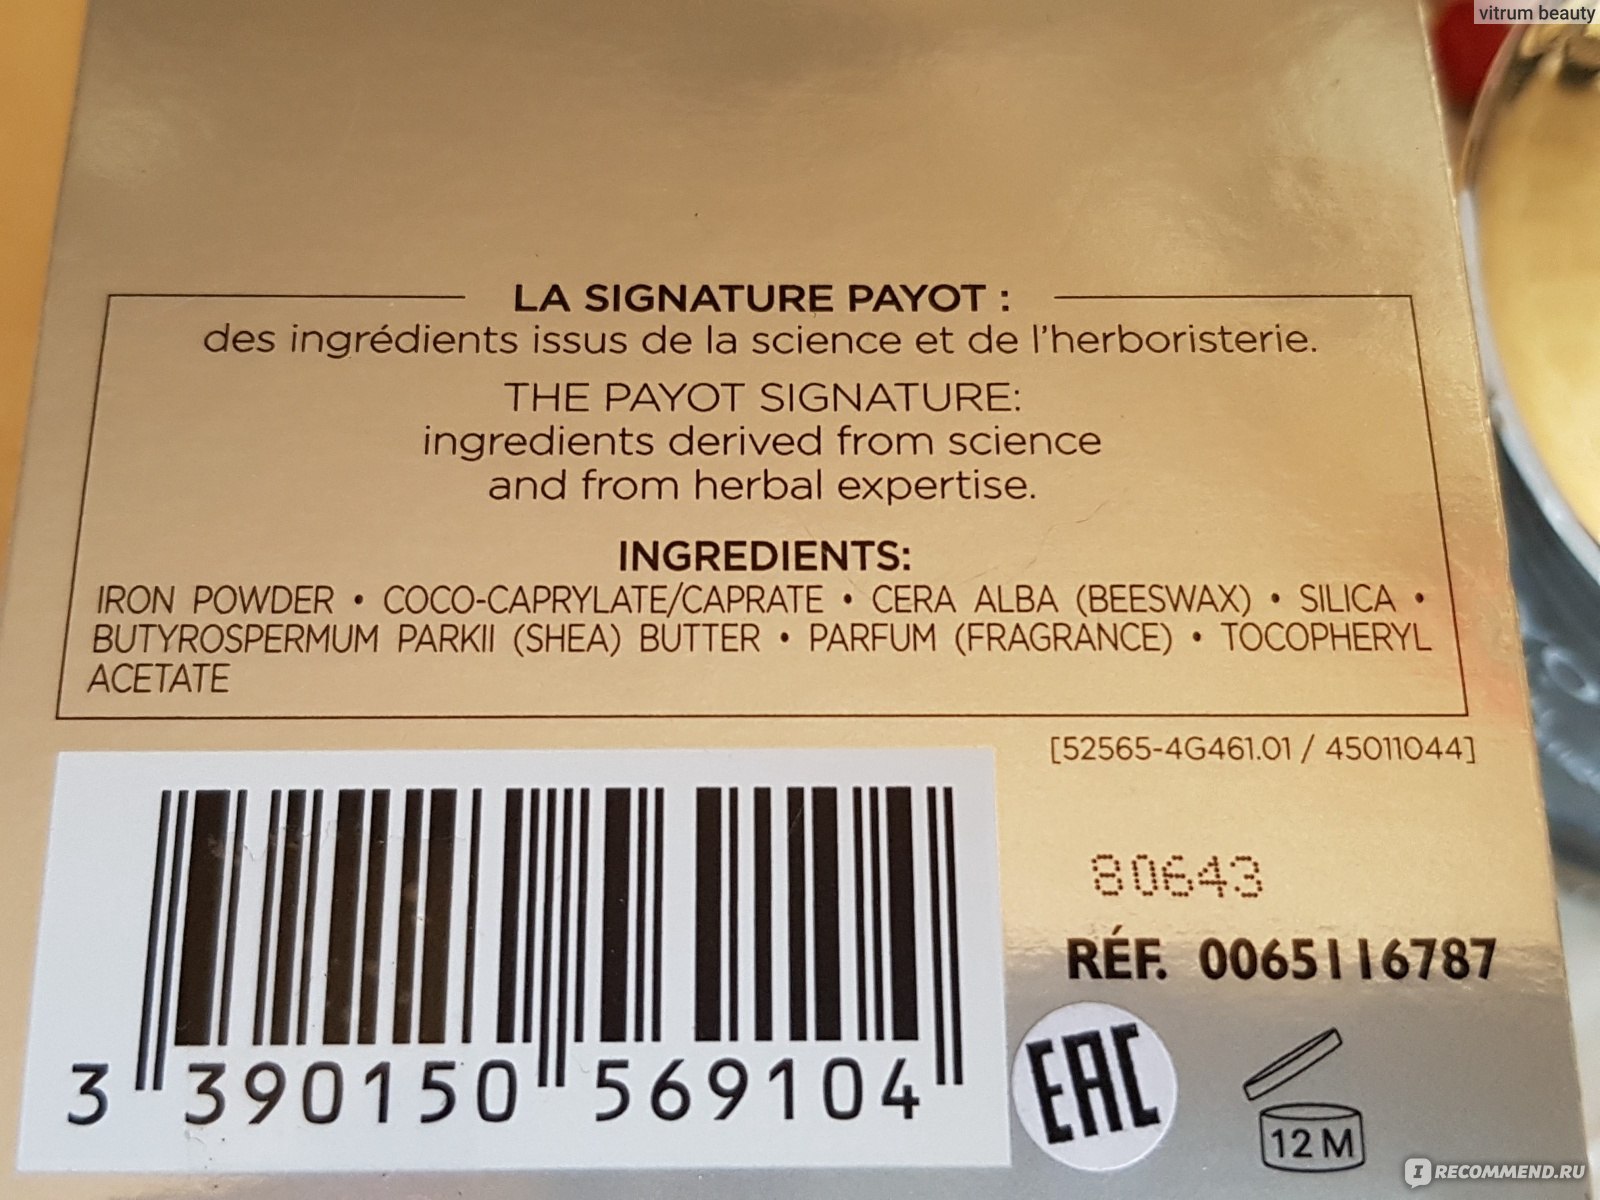 vitrum beauty
LA SIGNATURE PAYOT :
des ingrédients issus de la science et de l'herboristerie.
THE PAYOT SIGNATURE:
ingredients derived from science
and from herbal expertise.
INGREDIENTS:
IRON POWDER • COCO-CAPRYLATE/CAPRATE • CERA ALBA (BEESWAX) • SILICA •
BUTYROSPERMUM PARKII (SHEA) BUTTER • PARFUM (FRAGRANCE) • TOCOPHERYL
ACETATE
[52565-4G461.01 / 45011044]
80643
RÉF. 0065116787
3 390150 569104
EAC
12 M
IRECOMMEND.RU